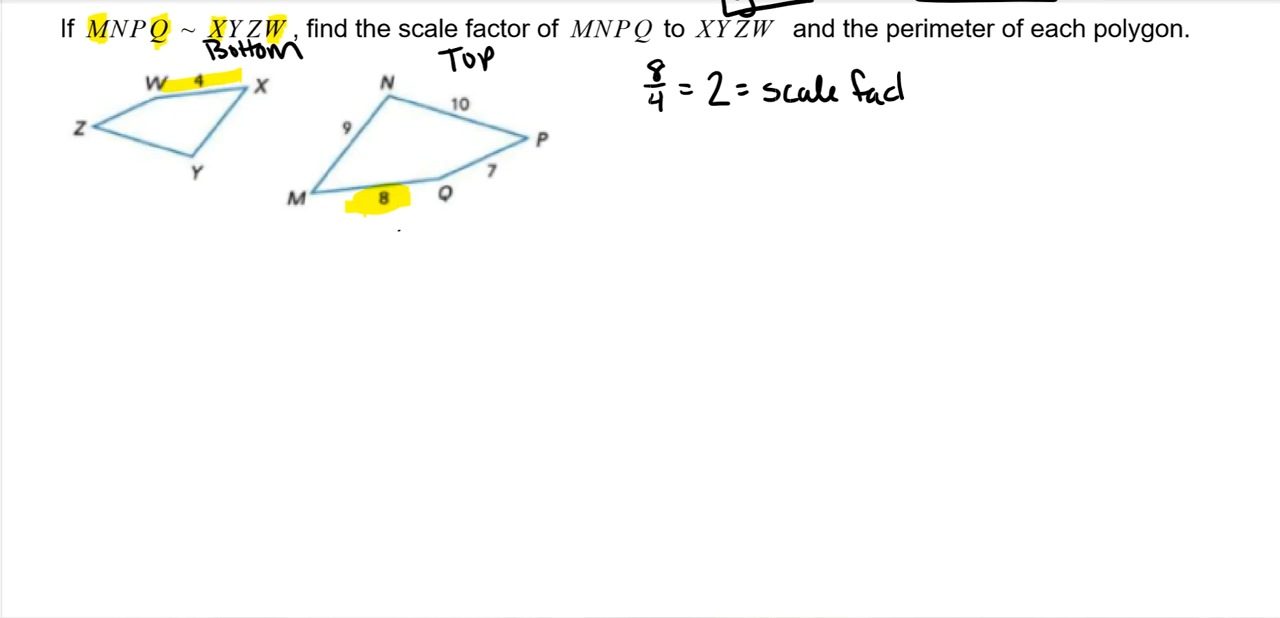 If MNPQ ~ XYZW , find the scale factor of MNPQ to XYZW and the perimeter of each polygon.
Bottom
Top
8/4 = 2 = scale fac
W 4 X
Z
Y
N
10
9
P
7
M
8
Q